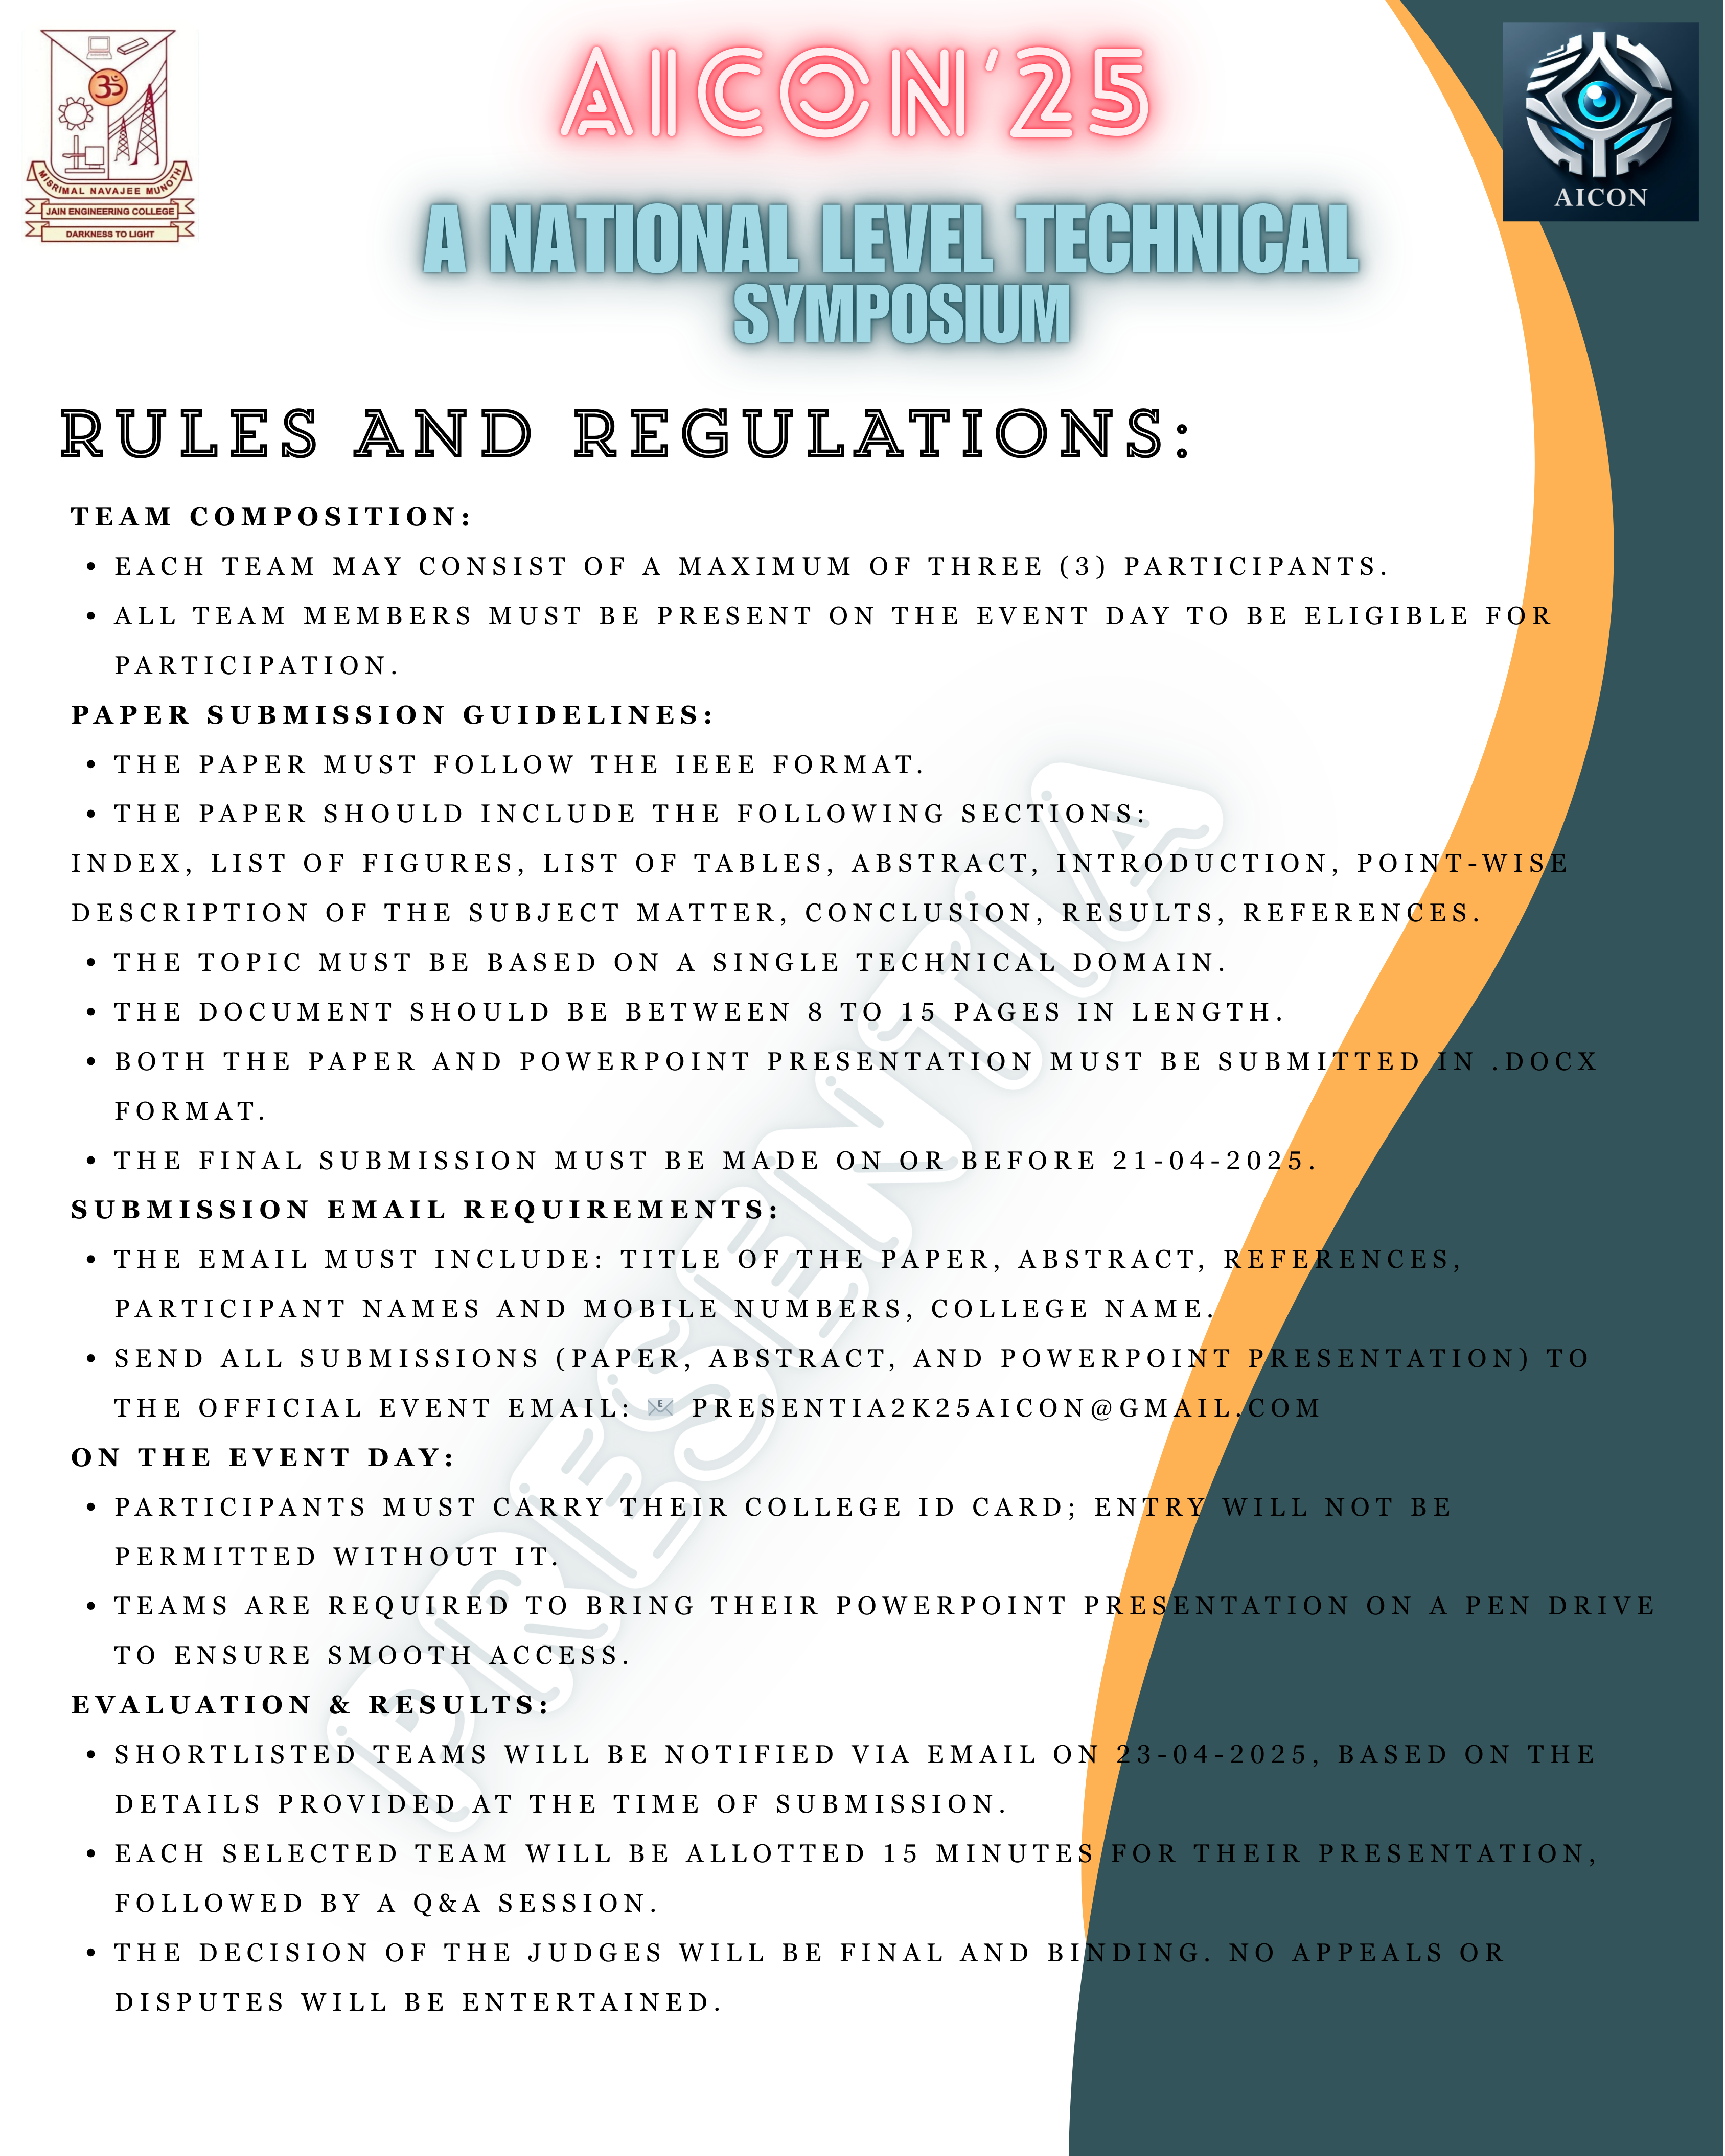 AICON'25
A NATIONAL LEVEL TECHNICAL
SYMPOSIUM
MISRIMAL NAVAJEE MUNOTH
JAIN ENGINEERING COLLEGE
DARKNESS TO LIGHT
AICON
RULES AND REGULATIONS:
TEAM COMPOSITION:
• EACH TEAM MAY CONSIST OF A MAXIMUM OF THREE (3) PARTICIPANTS.
• ALL TEAM MEMBERS MUST BE PRESENT ON THE EVENT DAY TO BE ELIGIBLE FOR
PARTICIPATION.
PAPER SUBMISSION GUIDELINES:
• THE PAPER MUST FOLLOW THE IEEE FORMAT.
• THE PAPER SHOULD INCLUDE THE FOLLOWING SECTIONS:
INDEX, LIST OF FIGURES, LIST OF TABLES, ABSTRACT, INTRODUCTION, POINT-WISE
DESCRIPTION OF THE SUBJECT MATTER, CONCLUSION, RESULTS, REFERENCES.
• THE TOPIC MUST BE BASED ON A SINGLE TECHNICAL DOMAIN.
• THE DOCUMENT SHOULD BE BETWEEN 8 TO 15 PAGES IN LENGTH.
• BOTH THE PAPER AND POWERPOINT PRESENTATION MUST BE SUBMITTED IN .DOCX
FORMAT.
• THE FINAL SUBMISSION MUST BE MADE ON OR BEFORE 21-04-2025.
SUBMISSION EMAIL REQUIREMENTS:
• THE EMAIL MUST INCLUDE: TITLE OF THE PAPER, ABSTRACT, REFERENCES,
PARTICIPANT NAMES AND MOBILE NUMBERS, COLLEGE NAME.
• SEND ALL SUBMISSIONS (PAPER, ABSTRACT, AND POWERPOINT PRESENTATION) TO
THE OFFICIAL EVENT EMAIL: 📧 PRESENTIA2K25AICON@GMAIL.COM
ON THE EVENT DAY:
• PARTICIPANTS MUST CARRY THEIR COLLEGE ID CARD; ENTRY WILL NOT BE
PERMITTED WITHOUT IT.
• TEAMS ARE REQUIRED TO BRING THEIR POWERPOINT PRESENTATION ON A PEN DRIVE
TO ENSURE SMOOTH ACCESS.
EVALUATION & RESULTS:
• SHORTLISTED TEAMS WILL BE NOTIFIED VIA EMAIL ON 23-04-2025, BASED ON THE
DETAILS PROVIDED AT THE TIME OF SUBMISSION.
• EACH SELECTED TEAM WILL BE ALLOTTED 15 MINUTES FOR THEIR PRESENTATION,
FOLLOWED BY A Q&A SESSION.
• THE DECISION OF THE JUDGES WILL BE FINAL AND BINDING. NO APPEALS OR
DISPUTES WILL BE ENTERTAINED.
PRESENTIA
ॐ